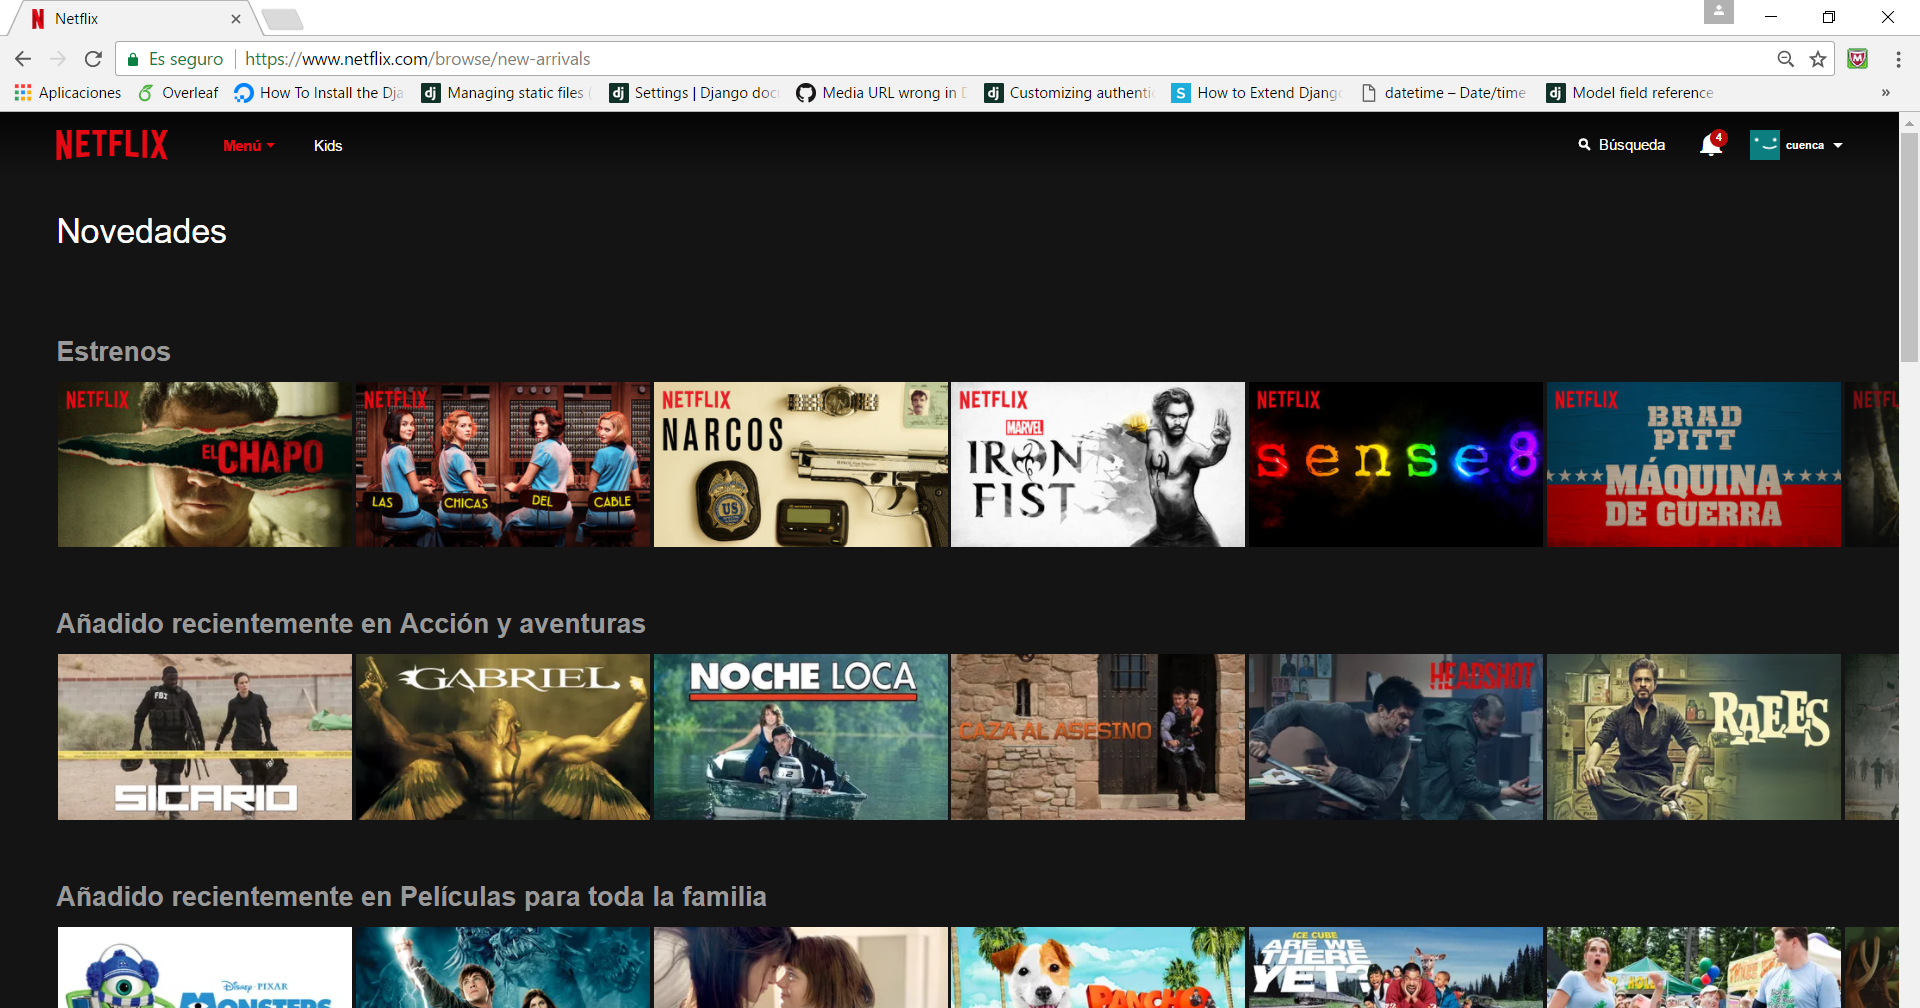 Netflix
Es seguro
https://www.netflix.com/browse/new-arrivals
Aplicaciones
Overleaf
How To Install the Dja
Managing static files (
Settings | Django doc
Media URL wrong in D
Customizing authenti
How to Extend Django
datetime – Date/time
Model field reference
»
NETFLIX
Menú
Kids
Búsqueda
4
cuenca
Novedades
Estrenos
NETFLIX
EL CHAPO
NETFLIX
LAS CHICAS DEL CABLE
NETFLIX
NARCOS
US
NETFLIX
MARVEL
IRON
FIST
NETFLIX
sense8
NETFLIX
BRAD
PITT
MÁQUINA
DE GUERRA
NETFL
Añadido recientemente en Acción y aventuras
FBI
SICARIO
GABRIEL
NOCHE LOCA
CAZA AL ASESINO
HEADSHOT
RAEES
Añadido recientemente en Películas para toda la familia
Disney · PIXAR
MONSTERS
PANCHO
ICE CUBE
ARE WE
THERE
YET?